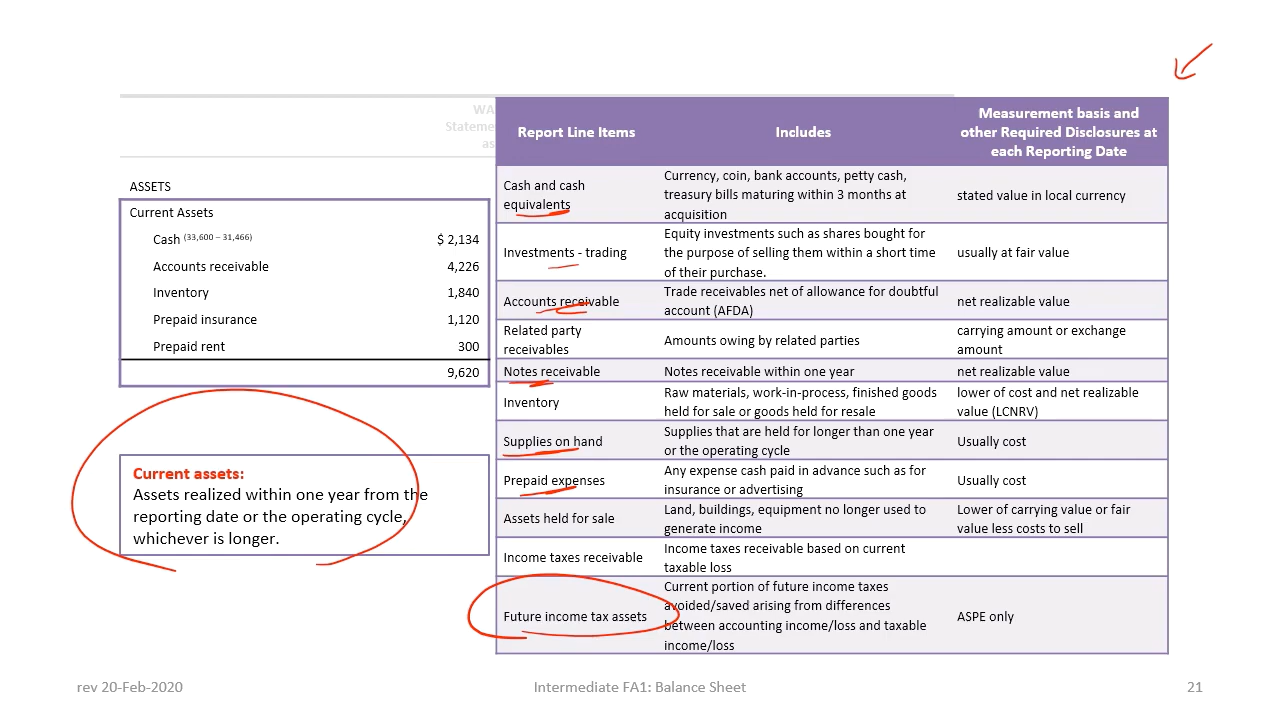 WA
Stateme
as
ASSETS
Current Assets
Cash (33,600 – 31,466) $ 2,134
Accounts receivable 4,226
Inventory 1,840
Prepaid insurance 1,120
Prepaid rent 300
9,620
Current assets:
Assets realized within one year from the
reporting date or the operating cycle,
whichever is longer.
Report Line Items
Includes
Measurement basis and
other Required Disclosures at
each Reporting Date
Cash and cash
equivalents
Currency, coin, bank accounts, petty cash,
treasury bills maturing within 3 months at
acquisition
stated value in local currency
Investments - trading
Equity investments such as shares bought for
the purpose of selling them within a short time
of their purchase.
usually at fair value
Accounts receivable
Trade receivables net of allowance for doubtful
account (AFDA)
net realizable value
Related party
receivables
Amounts owing by related parties
carrying amount or exchange
amount
Notes receivable
Notes receivable within one year
net realizable value
Inventory
Raw materials, work-in-process, finished goods
held for sale or goods held for resale
lower of cost and net realizable
value (LCNRV)
Supplies on hand
Supplies that are held for longer than one year
or the operating cycle
Usually cost
Prepaid expenses
Any expense cash paid in advance such as for
insurance or advertising
Usually cost
Assets held for sale
Land, buildings, equipment no longer used to
generate income
Lower of carrying value or fair
value less costs to sell
Income taxes receivable
Income taxes receivable based on current
taxable loss
Future income tax assets
Current portion of future income taxes
avoided/saved arising from differences
between accounting income/loss and taxable
income/loss
ASPE only
rev 20-Feb-2020
Intermediate FA1: Balance Sheet
21